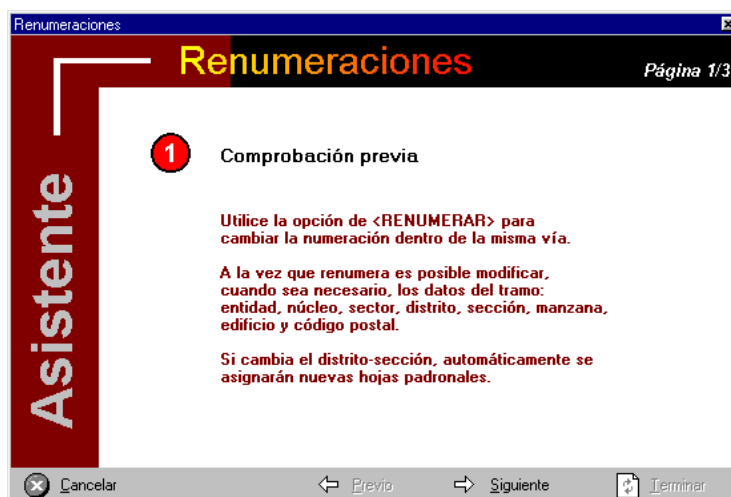 Renumeraciones
Renumeraciones
Página 1/3
Asistente
1
Comprobación previa
Utilice la opción de <RENUMERAR> para
cambiar la numeración dentro de la misma vía.
A la vez que renumera es posible modificar,
cuando sea necesario, los datos del tramo:
entidad, núcleo, sector, distrito, sección, manzana,
edificio y código postal.
Si cambia el distrito-sección, automáticamente se
asignarán nuevas hojas padronales.
Cancelar
Previo
Siguiente
Terminar